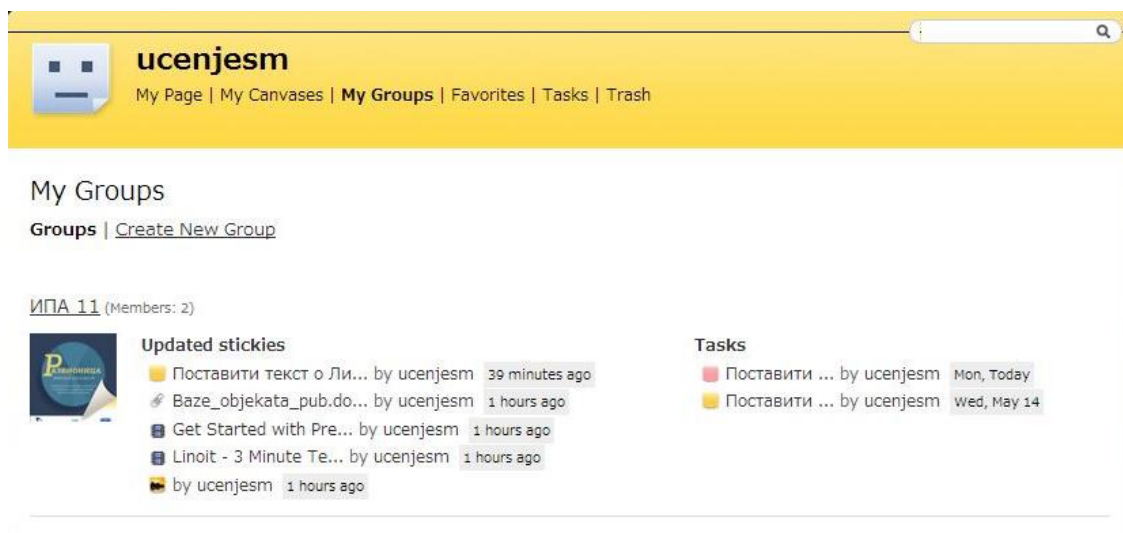 ucenjesm
My Page | My Canvases | My Groups | Favorites | Tasks | Trash
My Groups
Groups | Create New Group
ИПА 11 (Members: 2)
Updated stickies
Поставити текст о Ли... by ucenjesm 39 minutes ago
Baze_objekata_pub.do... by ucenjesm 1 hours ago
Get Started with Pre... by ucenjesm 1 hours ago
Linoit - 3 Minute Te... by ucenjesm 1 hours ago
by ucenjesm 1 hours ago
Tasks
Поставити ... by ucenjesm Mon, Today
Поставити ... by ucenjesm Wed, May 14